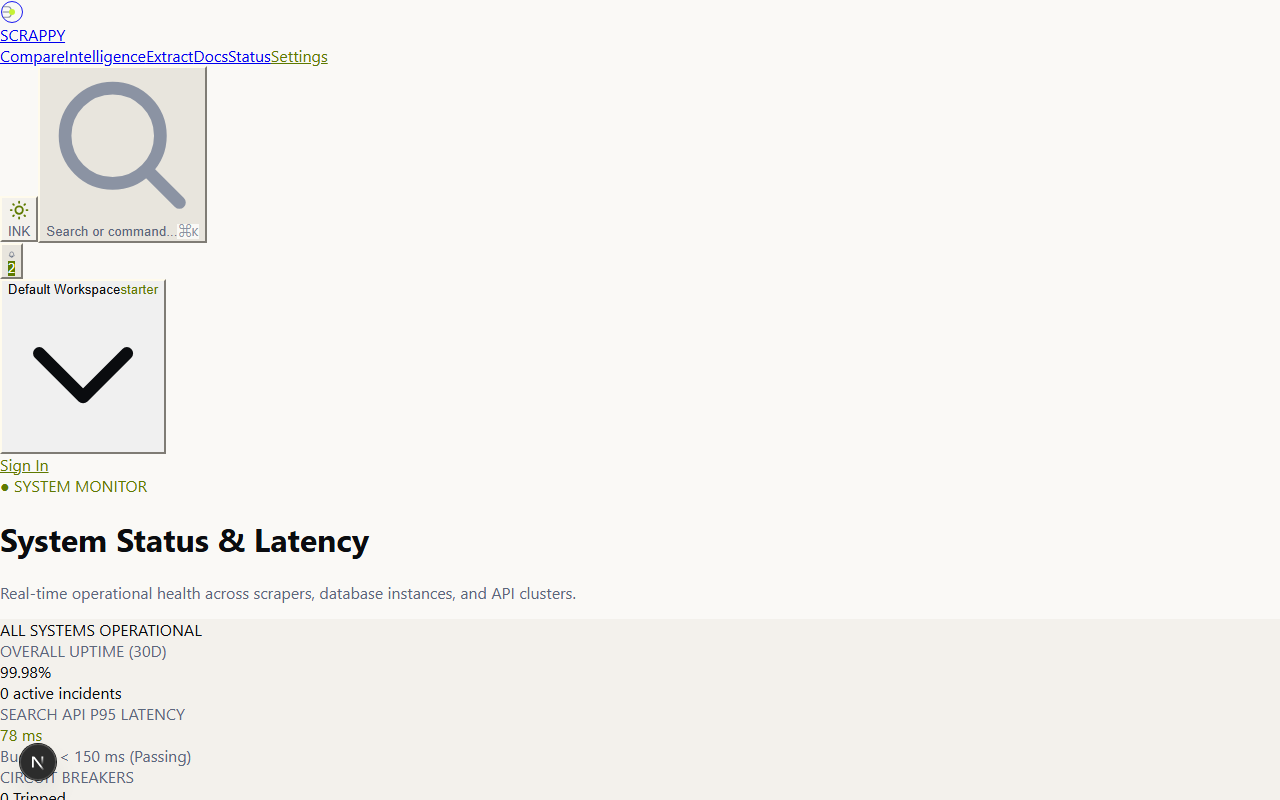 SCRAPPY
CompareIntelligenceExtractDocsStatusSettings
INK
Search or command...⌘K
2
Default Workspacestarter
Sign In
● SYSTEM MONITOR
System Status & Latency
Real-time operational health across scrapers, database instances, and API clusters.
ALL SYSTEMS OPERATIONAL
OVERALL UPTIME (30D)
99.98%
0 active incidents
SEARCH API P95 LATENCY
78 ms
< 150 ms (Passing)
N
BREAKERS
0 Tripped